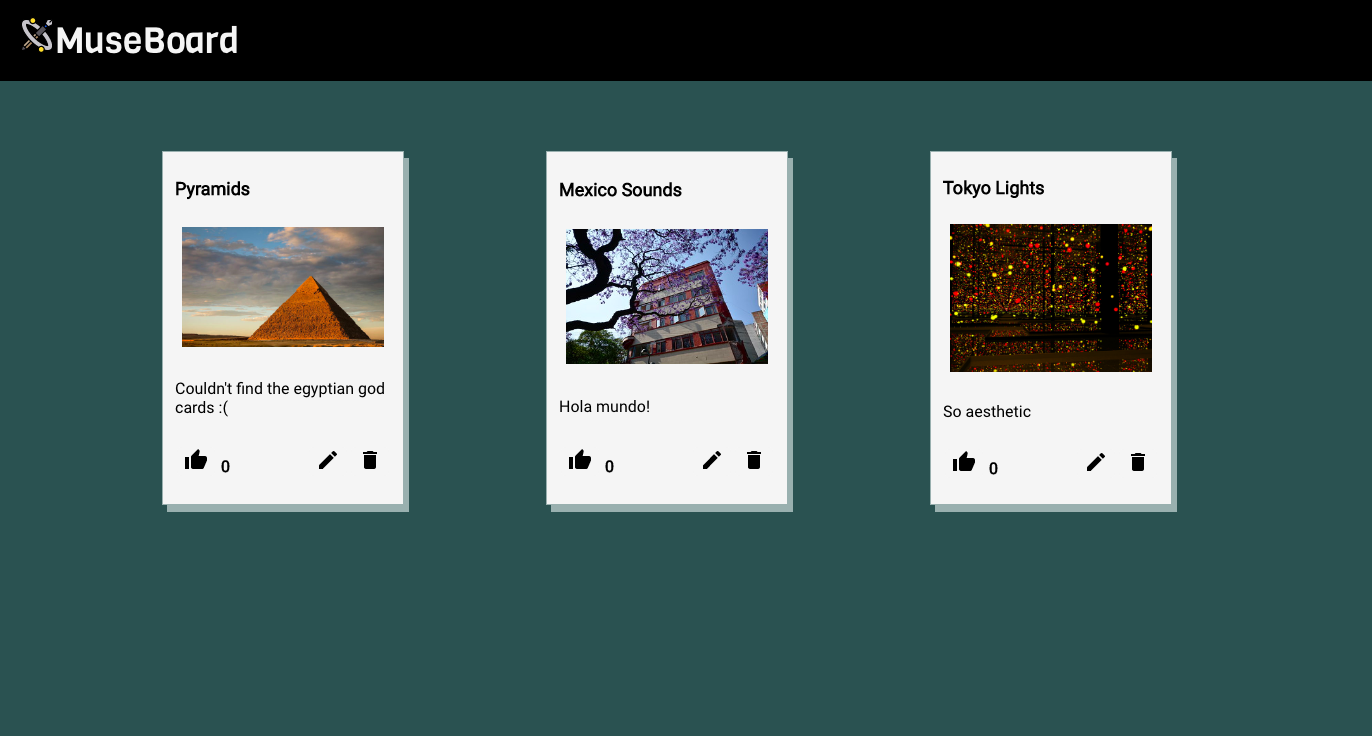 MuseBoard
Pyramids
Couldn't find the egyptian god
cards :(
0
Mexico Sounds
Hola mundo!
0
Tokyo Lights
So aesthetic
0